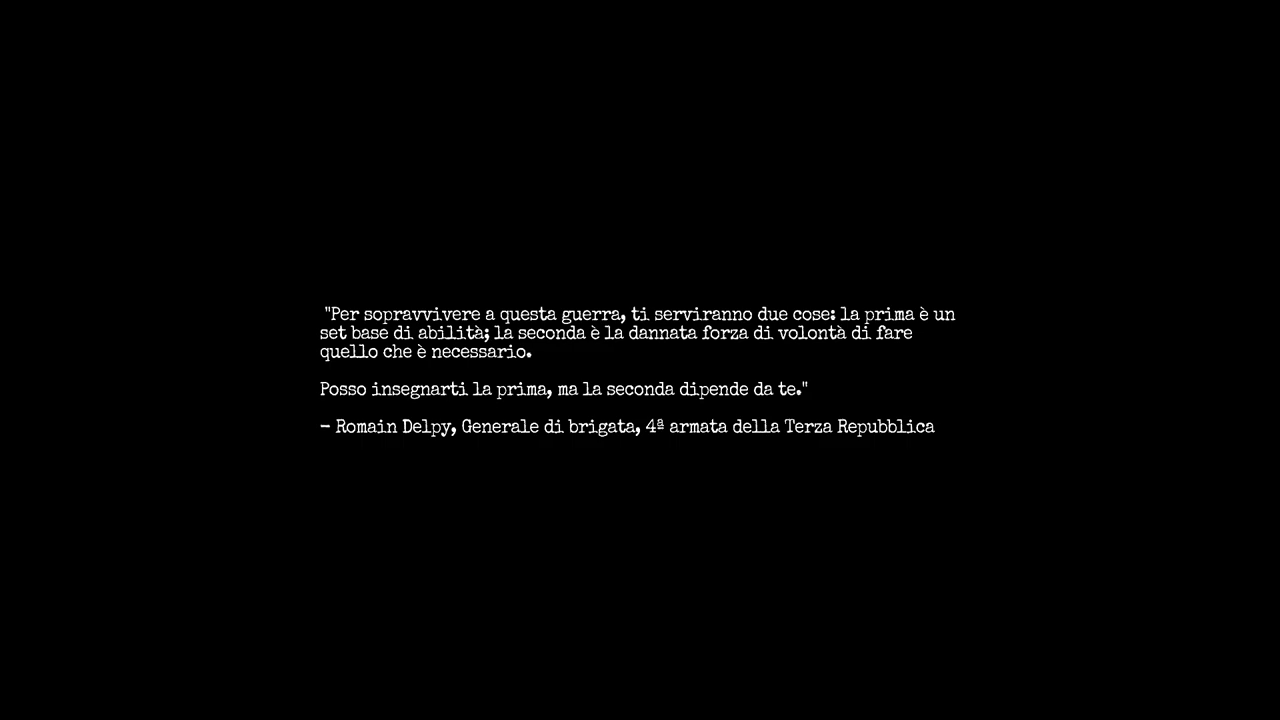 "Per sopravvivere a questa guerra, ti serviranno due cose: la prima è un
set base di abilità; la seconda è la dannata forza di volontà di fare
quello che è necessario.
Posso insegnarti la prima, ma la seconda dipende da te."
– Romain Delpy, Generale di brigata, 4ª armata della Terza Repubblica